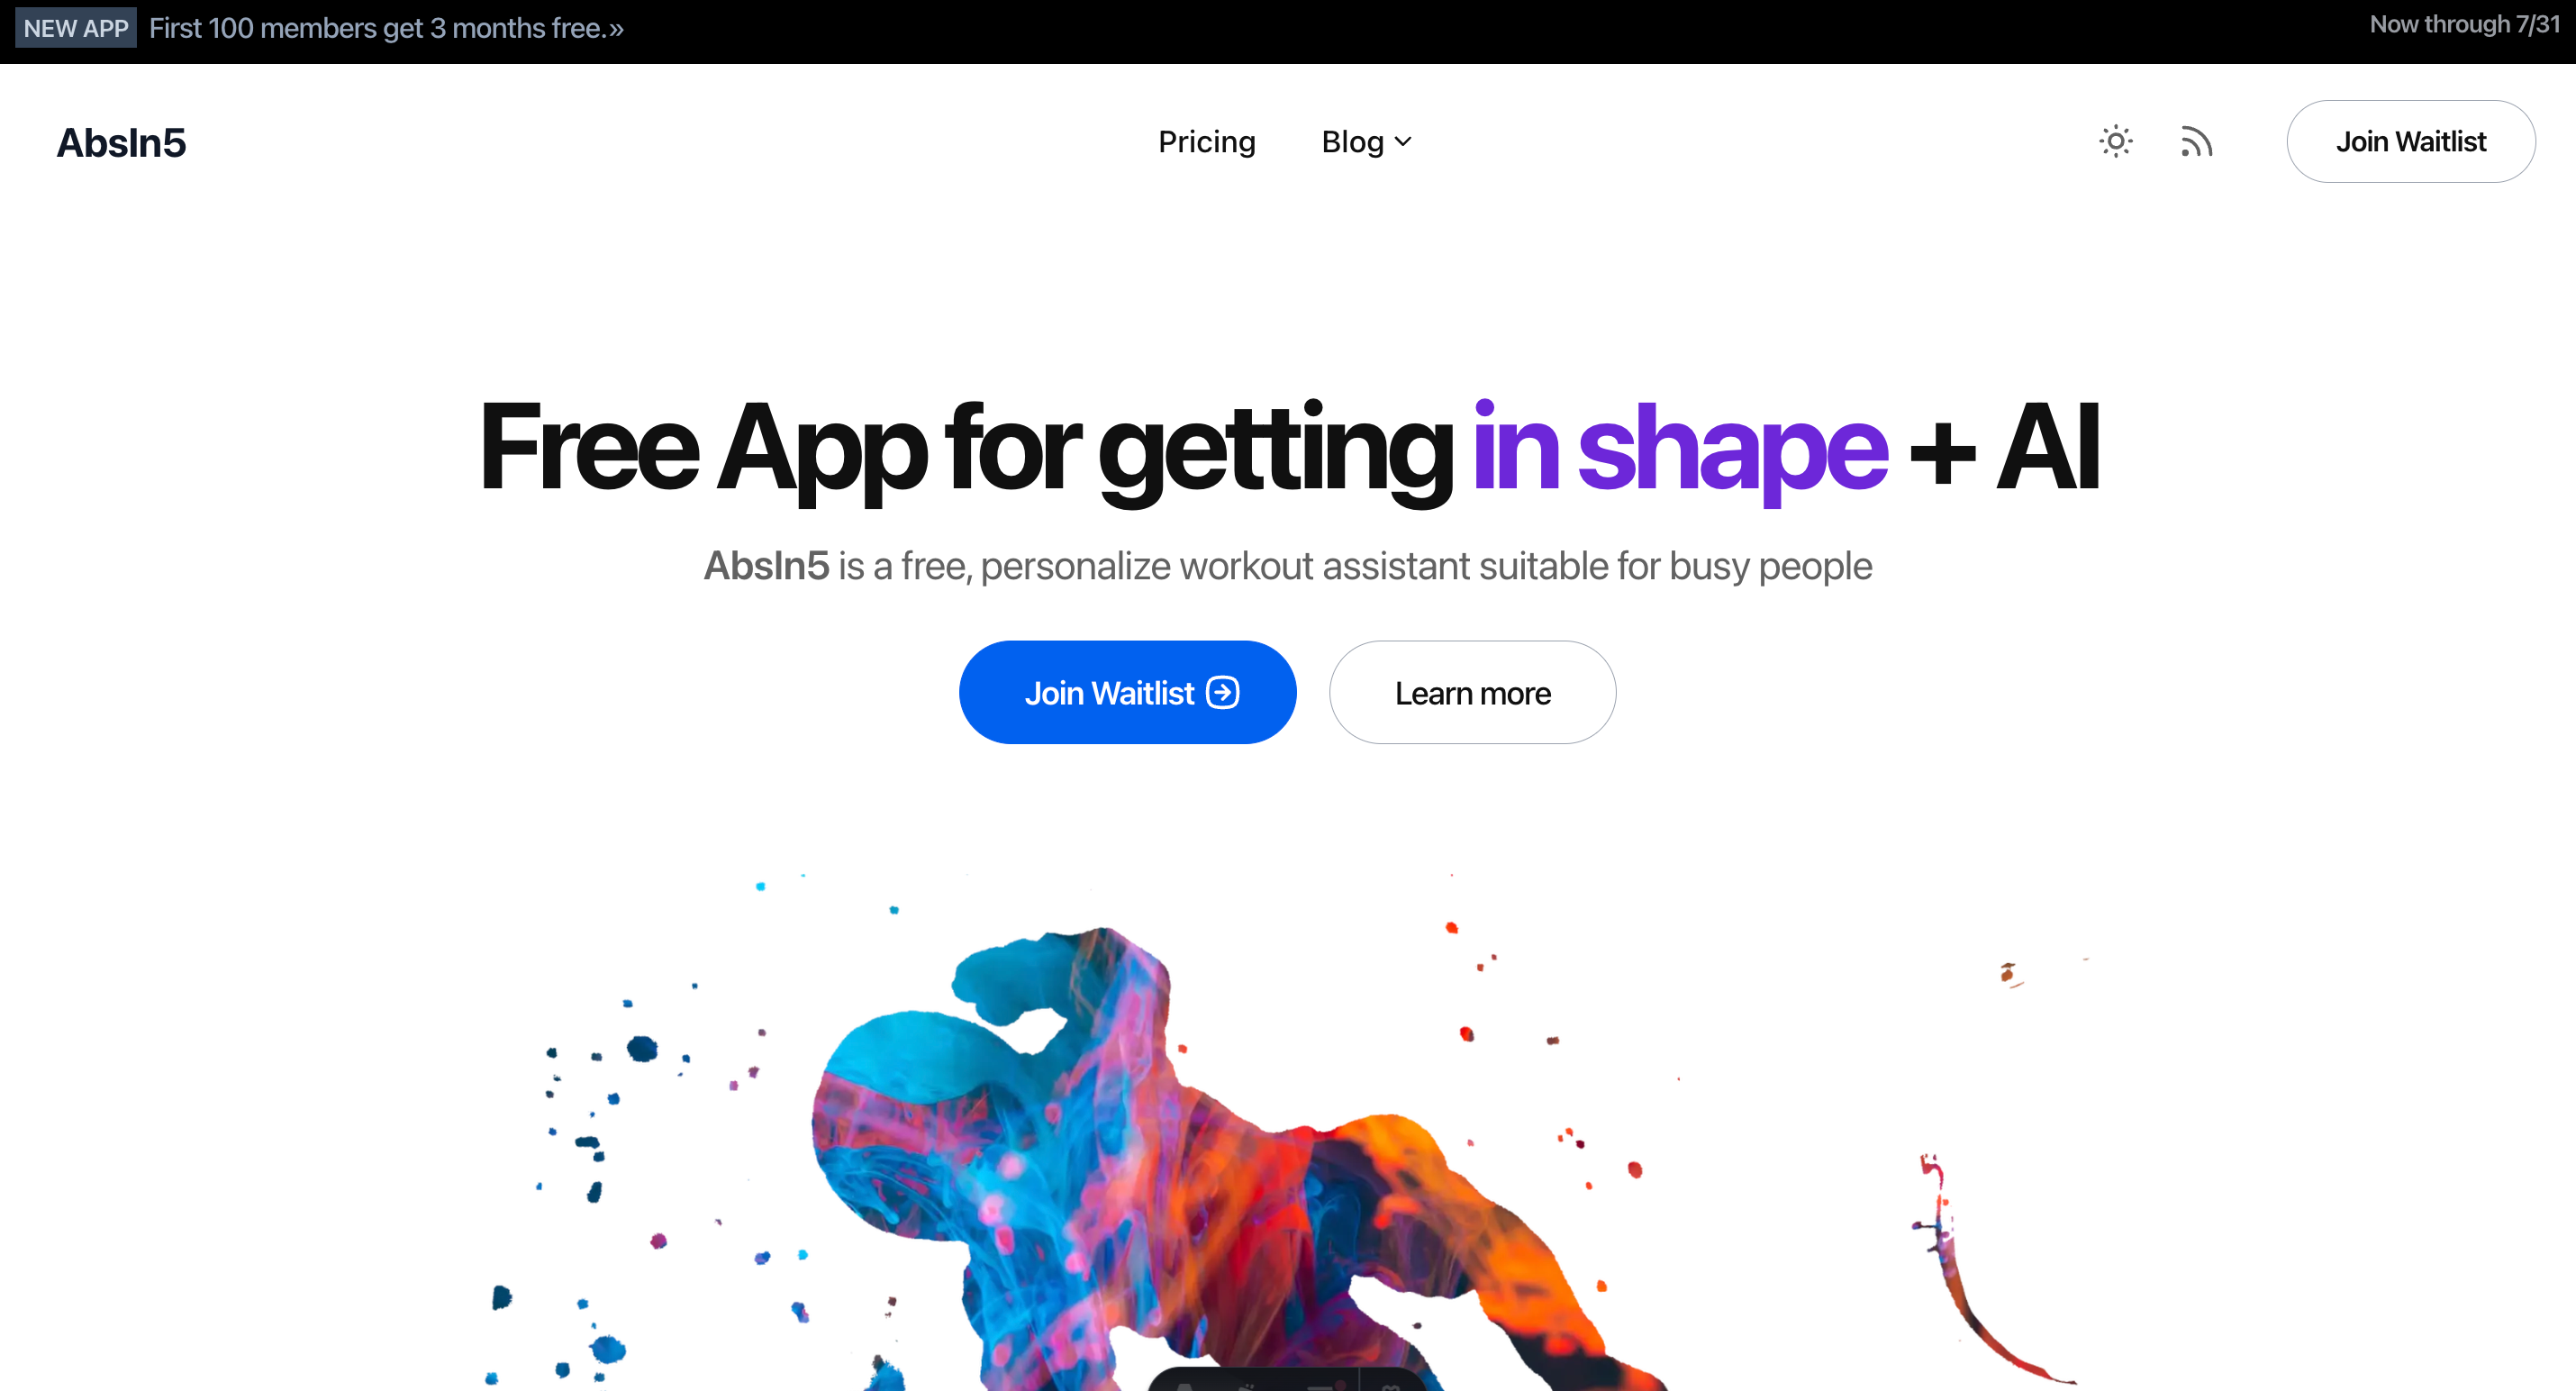 NEW APP First 100 members get 3 months free.»
Now through 7/31
AbsIn5
Pricing
Blog
Join Waitlist
Free App for getting in shape + AI
AbsIn5 is a free, personalize workout assistant suitable for busy people
Join Waitlist
Learn more